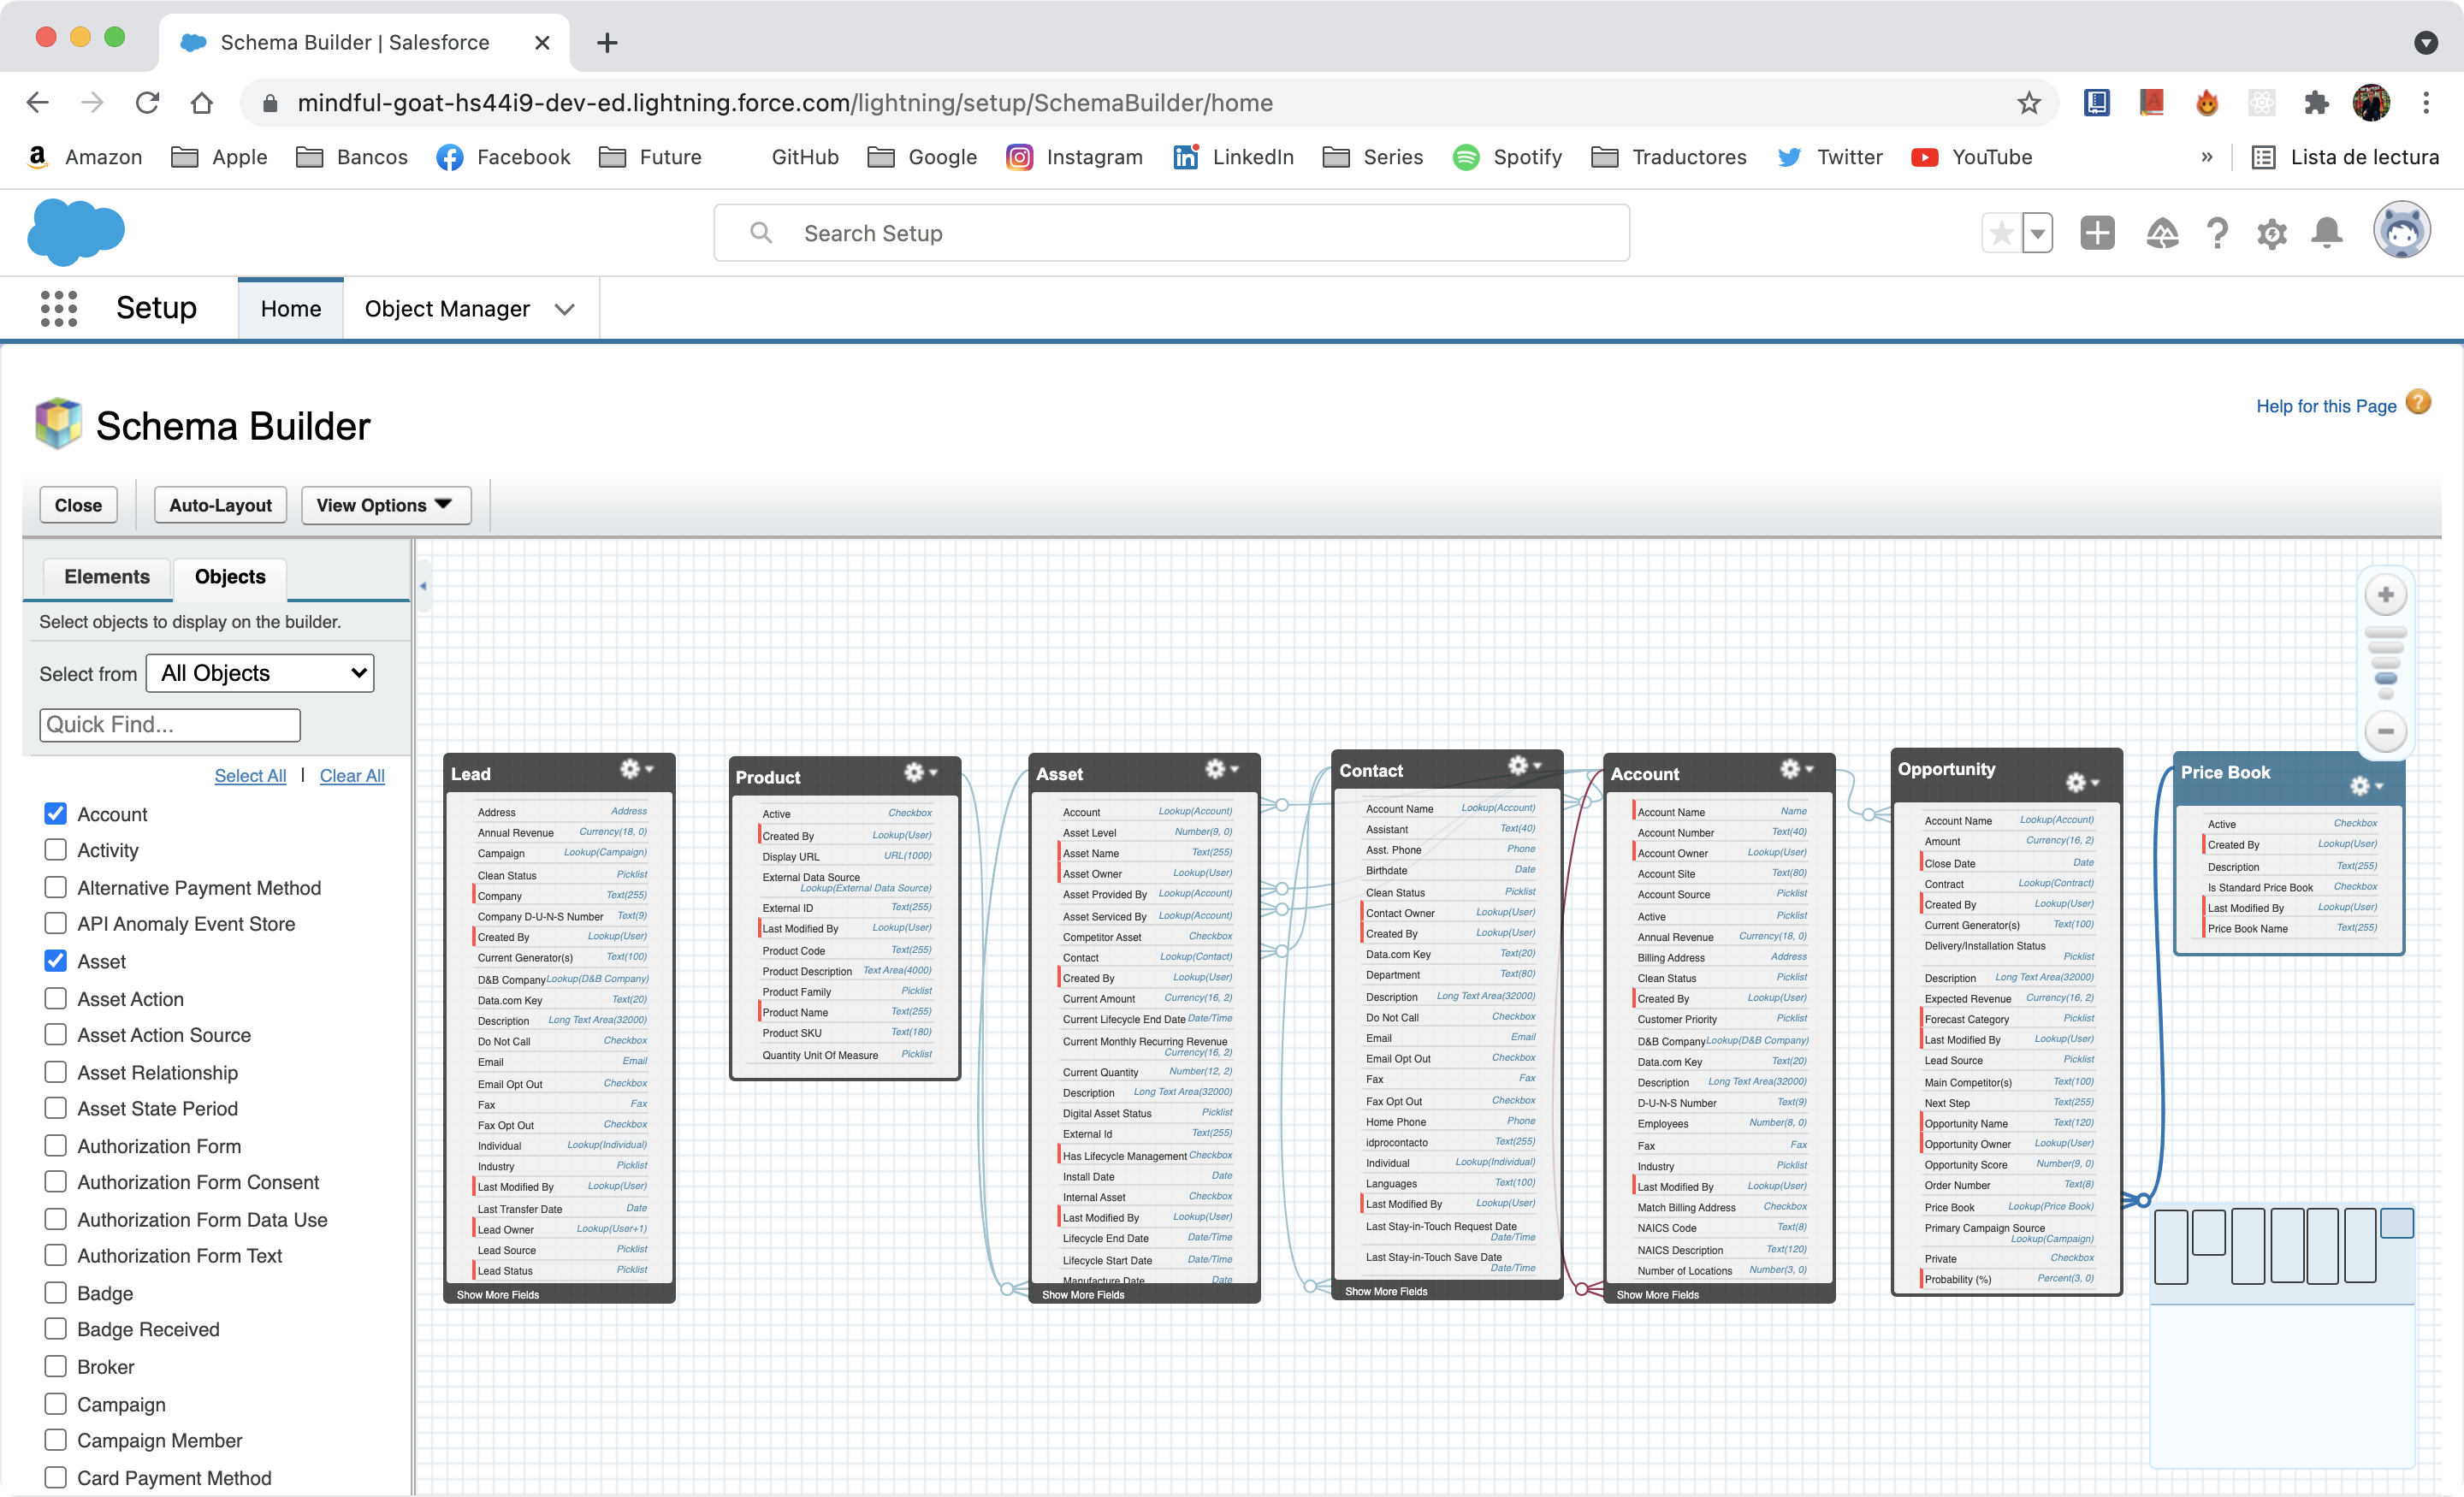 Schema Builder | Salesforce
mindful-goat-hs44i9-dev-ed.lightning.force.com/lightning/setup/SchemaBuilder/home
Amazon Apple Bancos Facebook Future GitHub Google Instagram LinkedIn Series Spotify Traductores Twitter YouTube » Lista de lectura
Search Setup
Setup Home Object Manager
Schema Builder
Help for this Page
Close Auto-Layout View Options
Elements Objects
Select objects to display on the builder.
Select from All Objects
Quick Find...
Select All | Clear All
Account
Activity
Alternative Payment Method
API Anomaly Event Store
Asset
Asset Action
Asset Action Source
Asset Relationship
Asset State Period
Authorization Form
Authorization Form Consent
Authorization Form Data Use
Authorization Form Text
Badge
Badge Received
Broker
Campaign
Campaign Member
Card Payment Method
Lead
Address Address
Annual Revenue Currency(18, 0)
Campaign Lookup(Campaign)
Clean Status Picklist
Company Text(255)
Company D-U-N-S Number Text(9)
Created By Lookup(User)
Current Generator(s) Text(100)
D&B Company Lookup(D&B Company)
Data.com Key Text(20)
Description Long Text Area(32000)
Do Not Call Checkbox
Email Email
Email Opt Out Checkbox
Fax Fax
Fax Opt Out Checkbox
Individual Lookup(Individual)
Industry Picklist
Last Modified By Lookup(User)
Last Transfer Date Date
Lead Owner Lookup(User+1)
Lead Source Picklist
Lead Status Picklist
Show More Fields
Product
Active Checkbox
Created By Lookup(User)
Display URL URL(1000)
External Data Source
Lookup(External Data Source)
External ID Text(255)
Last Modified By Lookup(User)
Product Code Text(255)
Product Description Text Area(4000)
Product Family Picklist
Product Name Text(255)
Product SKU Text(180)
Quantity Unit Of Measure Picklist
Asset
Account Lookup(Account)
Asset Level Number(9, 0)
Asset Name Text(255)
Asset Owner Lookup(User)
Asset Provided By Lookup(Account)
Asset Serviced By Lookup(Account)
Competitor Asset Checkbox
Contact Lookup(Contact)
Created By Lookup(User)
Current Amount Currency(16, 2)
Current Lifecycle End Date Date/Time
Current Monthly Recurring Revenue
Currency(16, 2)
Current Quantity Number(12, 2)
Description Long Text Area(32000)
Digital Asset Status Picklist
External Id Text(255)
Has Lifecycle Management Checkbox
Install Date Date
Internal Asset Checkbox
Last Modified By Lookup(User)
Lifecycle End Date Date/Time
Lifecycle Start Date Date/Time
Manufacture Date Date
Show More Fields
Contact
Account Name Lookup(Account)
Assistant Text(40)
Asst. Phone Phone
Birthdate Date
Clean Status Picklist
Contact Owner Lookup(User)
Created By Lookup(User)
Data.com Key Text(20)
Department Text(80)
Description Long Text Area(32000)
Do Not Call Checkbox
Email Email
Email Opt Out Checkbox
Fax Fax
Fax Opt Out Checkbox
Home Phone Phone
idprocontacto Text(255)
Individual Lookup(Individual)
Languages Text(100)
Last Modified By Lookup(User)
Last Stay-in-Touch Request Date
Date/Time
Last Stay-in-Touch Save Date
Date/Time
Show More Fields
Account
Account Name Name
Account Number Text(40)
Account Owner Lookup(User)
Account Site Text(80)
Account Source Picklist
Active Picklist
Annual Revenue Currency(18, 0)
Billing Address Address
Clean Status Picklist
Created By Lookup(User)
Customer Priority Picklist
D&B Company Lookup(D&B Company)
Data.com Key Text(20)
Description Long Text Area(32000)
D-U-N-S Number Text(9)
Employees Number(8, 0)
Fax Fax
Industry Picklist
Last Modified By Lookup(User)
Match Billing Address Checkbox
NAICS Code Text(8)
NAICS Description Text(120)
Number of Locations Number(3, 0)
Show More Fields
Opportunity
Account Name Lookup(Account)
Amount Currency(16, 2)
Close Date Date
Contract Lookup(Contract)
Created By Lookup(User)
Current Generator(s) Text(100)
Delivery/Installation Status
Picklist
Description Long Text Area(32000)
Expected Revenue Currency(16, 2)
Forecast Category Picklist
Last Modified By Lookup(User)
Lead Source Picklist
Main Competitor(s) Text(100)
Next Step Text(255)
Opportunity Name Text(120)
Opportunity Owner Lookup(User)
Opportunity Score Number(9, 0)
Order Number Text(8)
Price Book Lookup(Price Book)
Primary Campaign Source
Lookup(Campaign)
Private Checkbox
Probability (%) Percent(3, 0)
Price Book
Active Checkbox
Created By Lookup(User)
Description Text(255)
Is Standard Price Book Checkbox
Last Modified By Lookup(User)
Price Book Name Text(255)